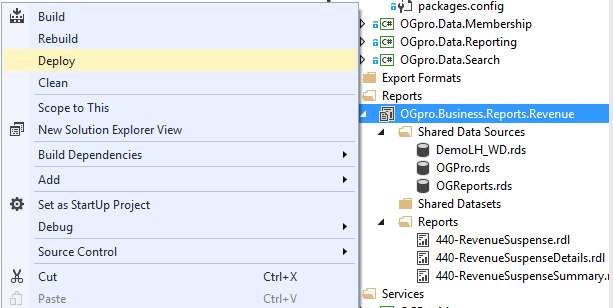 Build
Rebuild
Deploy
Clean
Scope to This
New Solution Explorer View
Build Dependencies
Add
Set as StartUp Project
Debug
Source Control
Cut Ctrl+X
Paste Ctrl+V
packages.config
C# OGpro.Data.Membership
C# OGpro.Data.Reporting
C# OGpro.Data.Search
Export Formats
Reports
OGpro.Business.Reports.Revenue
Shared Data Sources
DemoLH_WD.rds
OGPro.rds
OGReports.rds
Shared Datasets
Reports
440-RevenueSuspense.rdl
440-RevenueSuspenseDetails.rdl
440-RevenueSuspenseSummary.r
Services